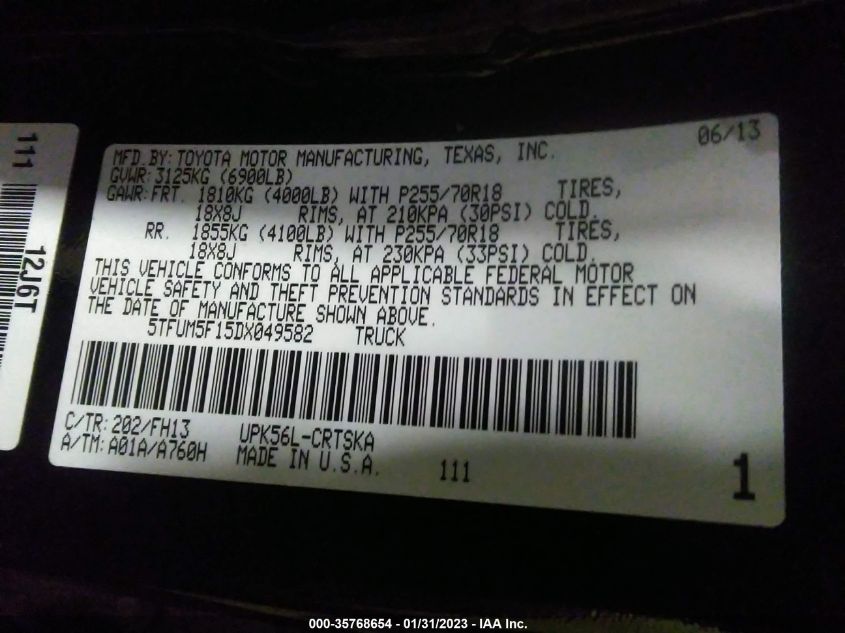 111
12J6T
06/13
MFD.BY:TOYOTA MOTOR MANUFACTURING, TEXAS, INC.
GVWR:3125KG (6900LB)
GAWR:FRT. 1810KG (4000LB) WITH P255/70R18 TIRES,
18X8J RIMS, AT 210KPA (30PSI) COLD.
RR. 1855KG (4100LB) WITH P255/70R18 TIRES,
18X8J RIMS, AT 230KPA (33PSI) COLD.
THIS VEHICLE CONFORMS TO ALL APPLICABLE FEDERAL MOTOR
VEHICLE SAFETY AND THEFT PREVENTION STANDARDS IN EFFECT ON
THE DATE OF MANUFACTURE SHOWN ABOVE.
5TFUM5F15DX049582 TRUCK
C/TR:202/FH13 UPK56L-CRTSKA
A/TM:A01A/A760H MADE IN U.S.A. 111
1
000-35768654 - 01/31/2023 - IAA Inc.